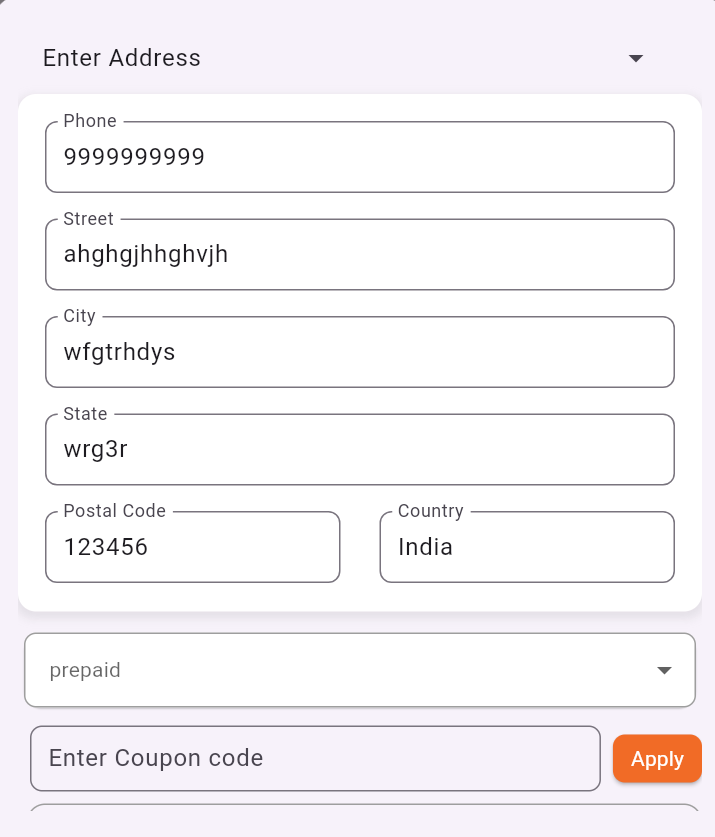 Enter Address
Phone
9999999999
Street
ahghgjhhghvjh
City
wfgtrhdys
State
wrg3r
Postal Code Country
123456 India
prepaid
Enter Coupon code Apply